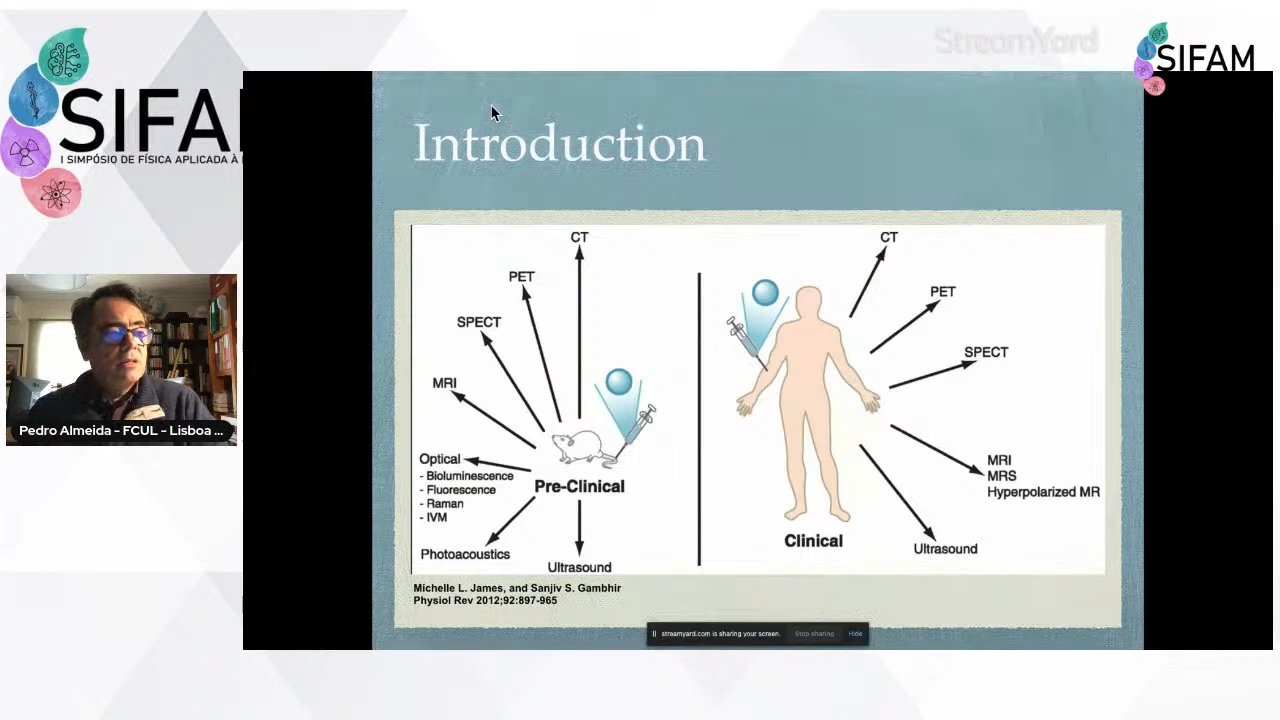 StreamYard
SIFAM
SIFA
I SIMPÓSIO DE FÍSICA APLICADA À
Introduction
CT
PET
SPECT
MRI
Optical
- Bioluminescence
- Fluorescence
- Raman
- IVM
Photoacoustics
Pre-Clinical
Ultrasound
CT
PET
SPECT
MRI
MRS
Hyperpolarized MR
Ultrasound
Clinical
Michelle L. James, and Sanjiv S. Gambhir
Physiol Rev 2012;92:897-965
Pedro Almeida - FCUL - Lisboa ...
streamyard.com is sharing your screen. Stop sharing Hide